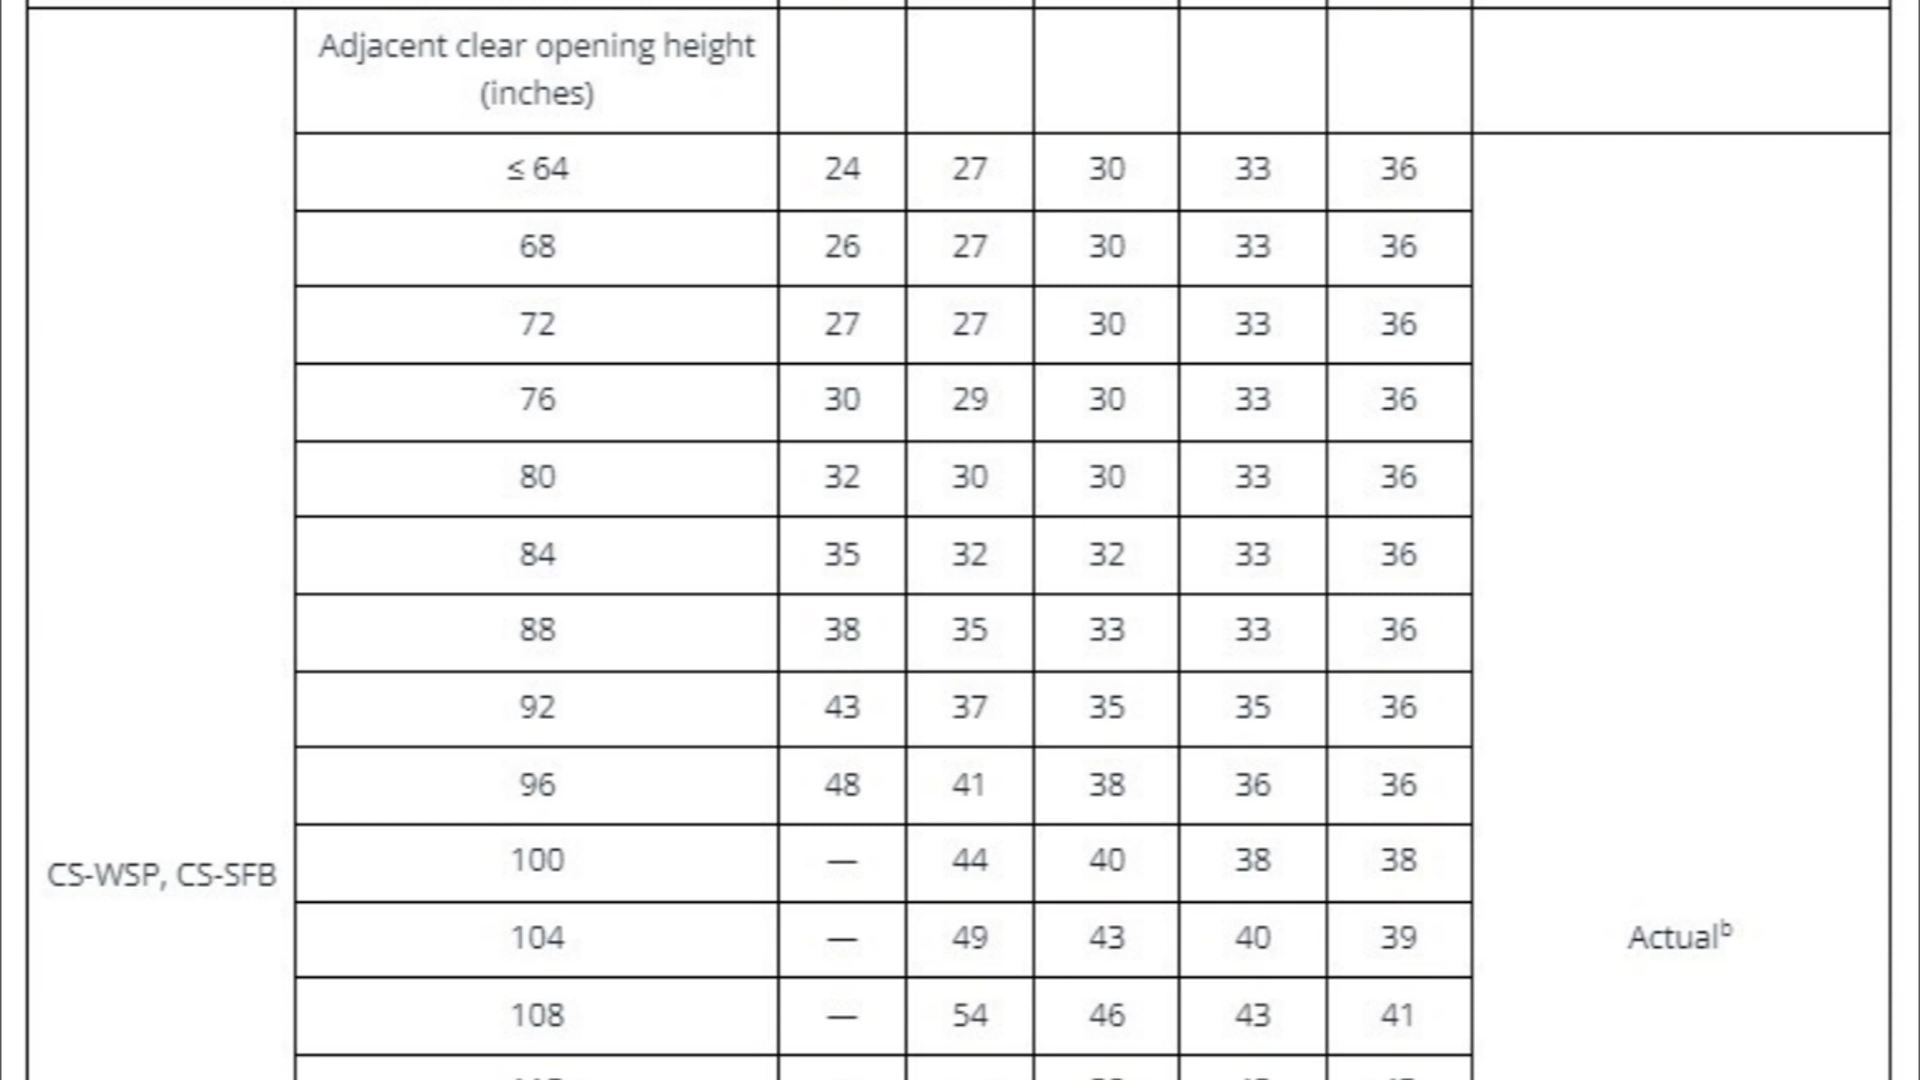 Adjacent clear opening height
(inches)
≤ 64 24 27 30 33 36
68 26 27 30 33 36
72 27 27 30 33 36
76 30 29 30 33 36
80 32 30 30 33 36
84 35 32 32 33 36
88 38 35 33 33 36
92 43 37 35 35 36
96 48 41 38 36 36
100 — 44 40 38 38
CS-WSP, CS-SFB
104 — 49 43 40 39
Actualᵇ
108 — 54 46 43 41